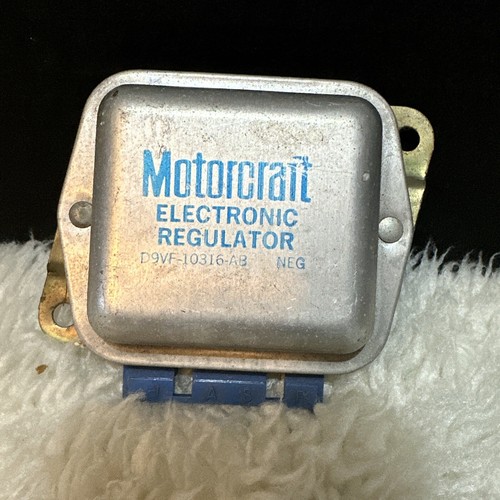 Motorcraft
ELECTRONIC
REGULATOR
D9VF-10316-AB NEG